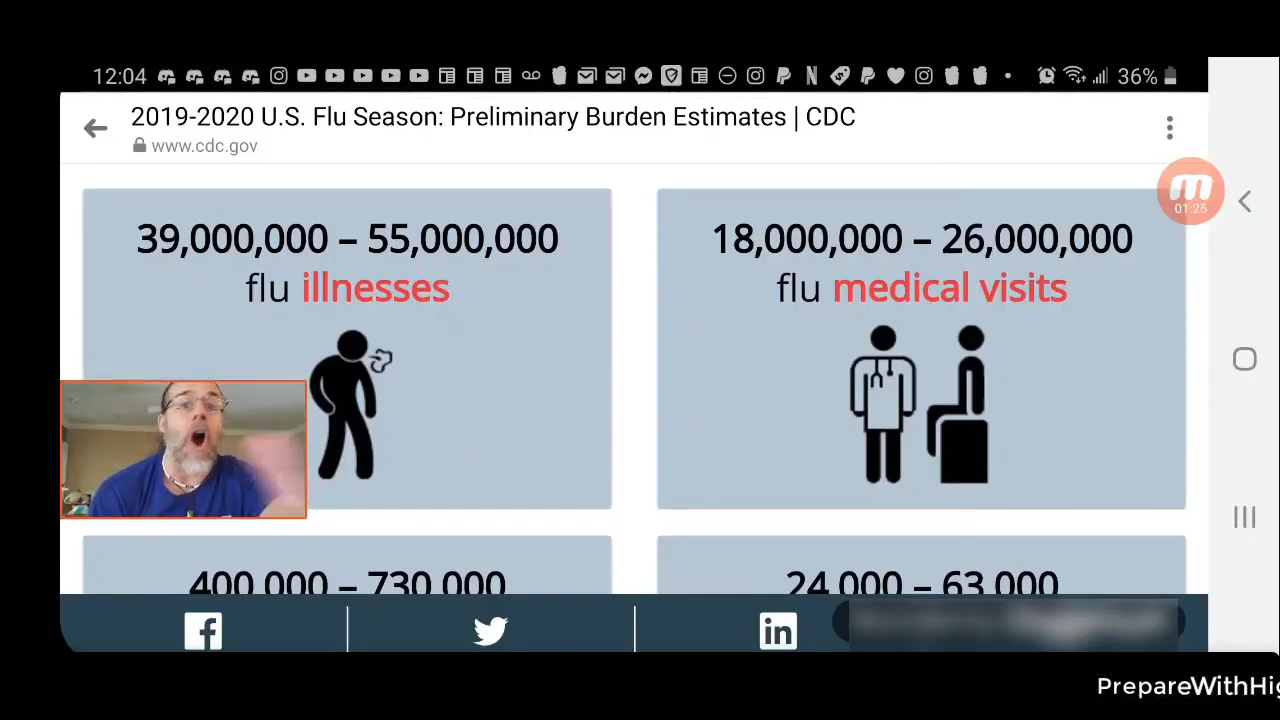 12:04
36%
2019-2020 U.S. Flu Season: Preliminary Burden Estimates | CDC
www.cdc.gov
01:25
39,000,000 – 55,000,000
flu illnesses
18,000,000 – 26,000,000
flu medical visits
400,000 – 730,000
24,000 – 63,000
PrepareWithHig